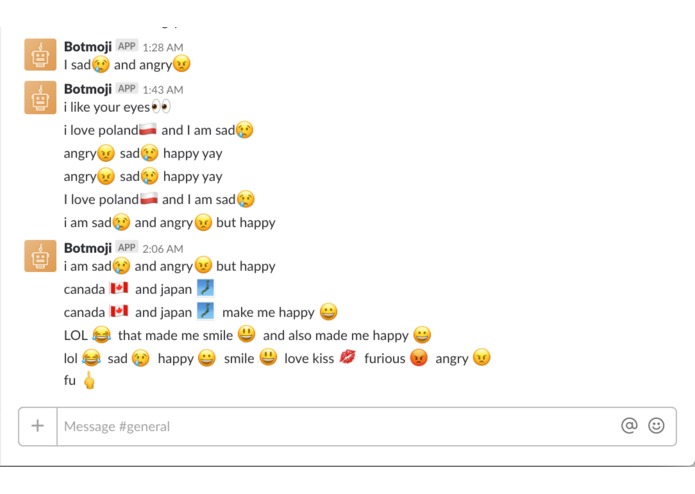 Botmoji APP 1:28 AM
I sad😢 and angry😠
Botmoji APP 1:43 AM
i like your eyes👀
i love poland🇵🇱 and I am sad😢
angry😠 sad😢 happy yay
angry😠 sad😢 happy yay
I love poland🇵🇱 and I am sad😢
i am sad😢 and angry😠 but happy
Botmoji APP 2:06 AM
i am sad😢 and angry😠 but happy
canada 🇨🇦 and japan 🗾
canada 🇨🇦 and japan 🗾 make me happy 😀
LOL 😂 that made me smile 😃 and also made me happy 😀
lol 😂 sad 😢 happy 😀 smile 😃 love kiss 💋 furious 😡 angry 😠
fu 🖕
+ Message #general @